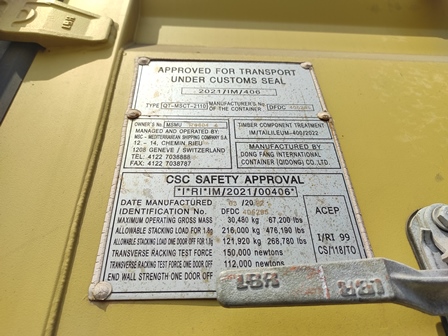 APPROVED FOR TRANSPORT
UNDER CUSTOMS SEAL
2021/IM/406
TYPE QT-MSCT-2110 MANUFACTURER'S NO. OF THE CONTAINER DFDC
OWNER'S No. MSMU
MANAGED AND OPERATED BY:
MSC - MEDITERRANEAN SHIPPING COMPANY S.A.
12 - 14, CHEMIN RIEU
1208 GENEVE / SWITZERLAND
TEL: 4122 7038888
FAX: 4122 7038787
TIMBER COMPONENT TREATMENT
MANUFACTURED BY
DONG FANG INTERNATIONAL
CONTAINER (QIDONG) CO., LTD.
CSC SAFETY APPROVAL
*I*RI*IM/2021/00406*
DATE MANUFACTURED
IDENTIFICATION No. DFDC
MAXIMUM OPERATING GROSS MASS 30,480 kg 67,200 lbs
ALLOWABLE STACKING LOAD FOR 1.8g 216,000 kg 476,190 lbs
ALLOWABLE STACKING LOAD ONE DOOR OFF FOR 1.8g 121,920 kg 268,780 lbs
TRANSVERSE RACKING TEST FORCE 150,000 newtons
TRANSVERSE RACKING TEST FORCE ONE DOOR OFF 112,000 newtons
END WALL STRENGTH ONE DOOR OFF
ACEP
I/RI 99
CS/118/TO